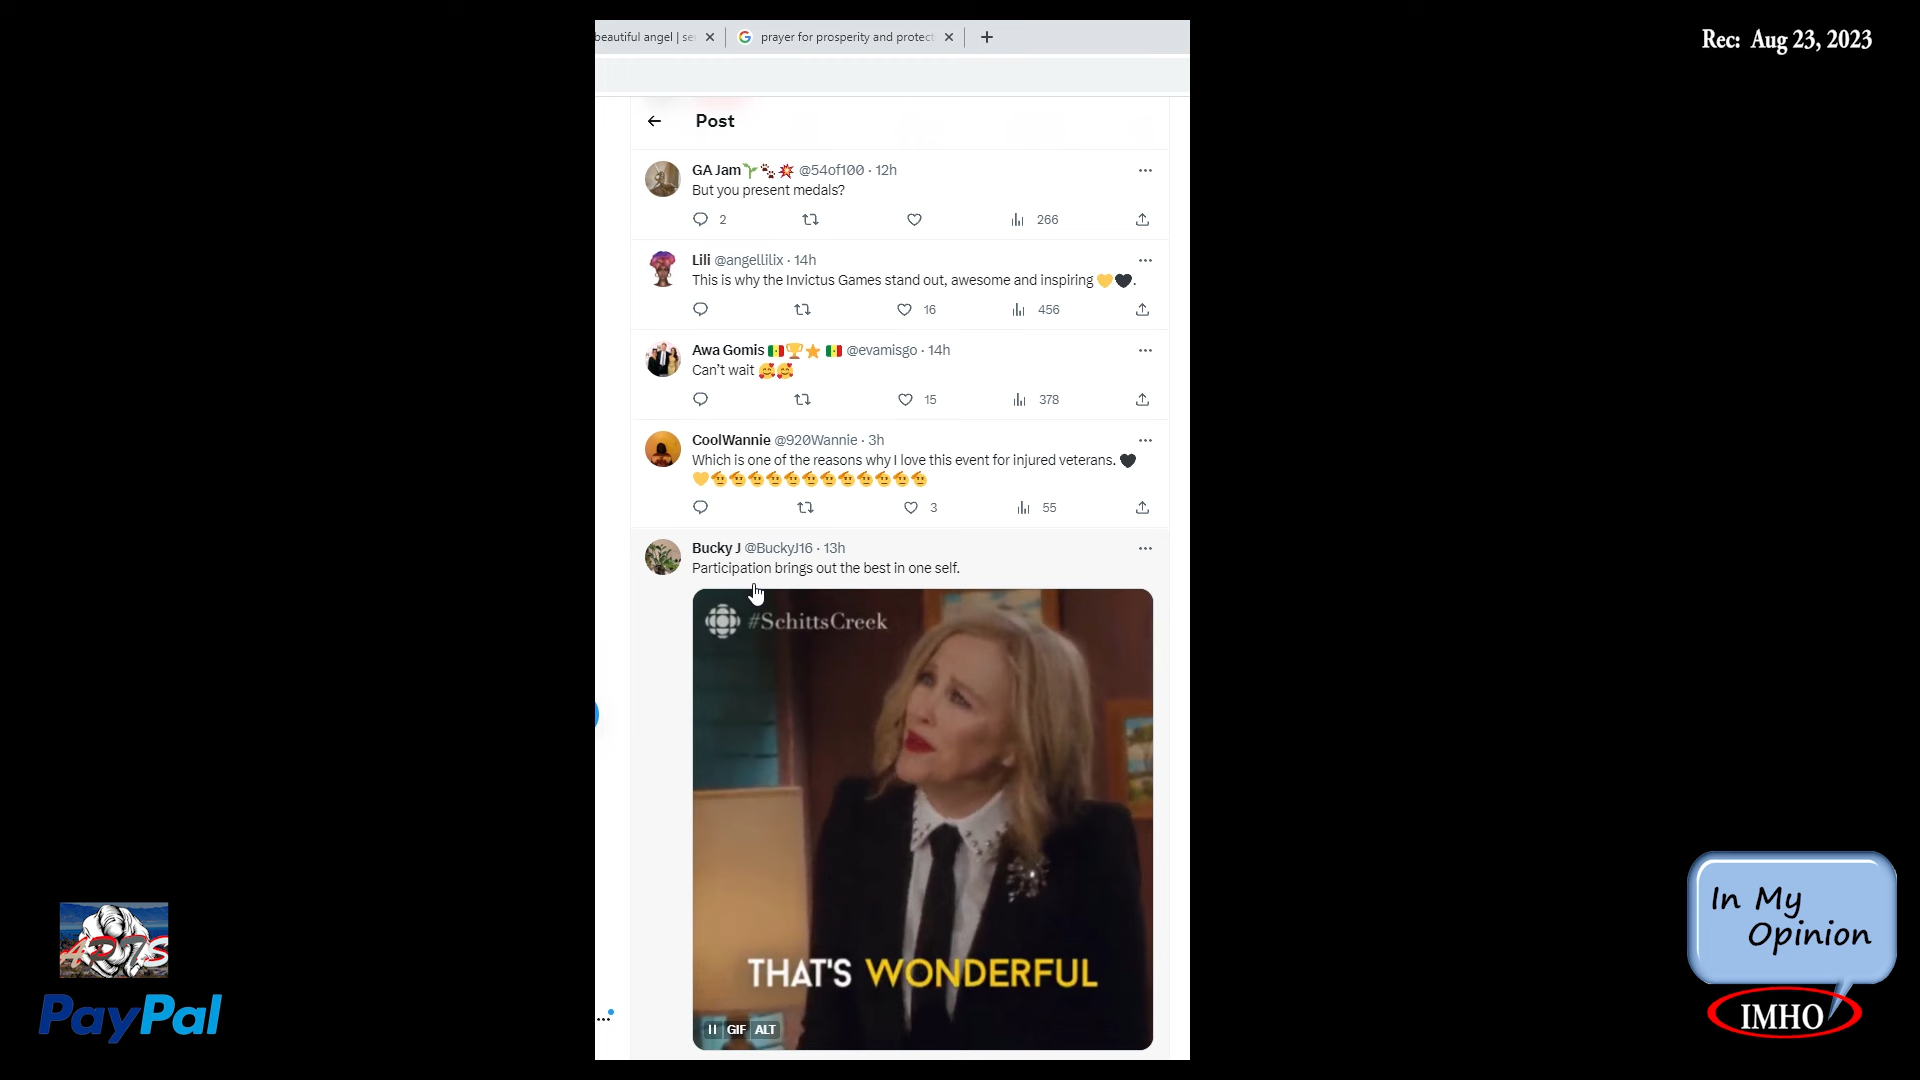 beautiful angel | se
prayer for prosperity and protect
Rec: Aug 23, 2023
Post
GA Jam @54of100 · 12h
But you present medals?
2
266
Lili @angellilix · 14h
This is why the Invictus Games stand out, awesome and inspiring 💛🖤.
16
456
Awa Gomis 🇸🇳🏆⭐🇸🇳 @evamisgo · 14h
Can't wait 🥰🥰
15
378
CoolWannie @920Wannie · 3h
Which is one of the reasons why I love this event for injured veterans. 🖤
💛🫡🫡🫡🫡🫡🫡🫡🫡🫡🫡🫡🫡
3
55
Bucky J @BuckyJ16 · 13h
Participation brings out the best in one self.
#SchittsCreek
THAT'S WONDERFUL
GIF ALT
PayPal
In My
Opinion
IMHO